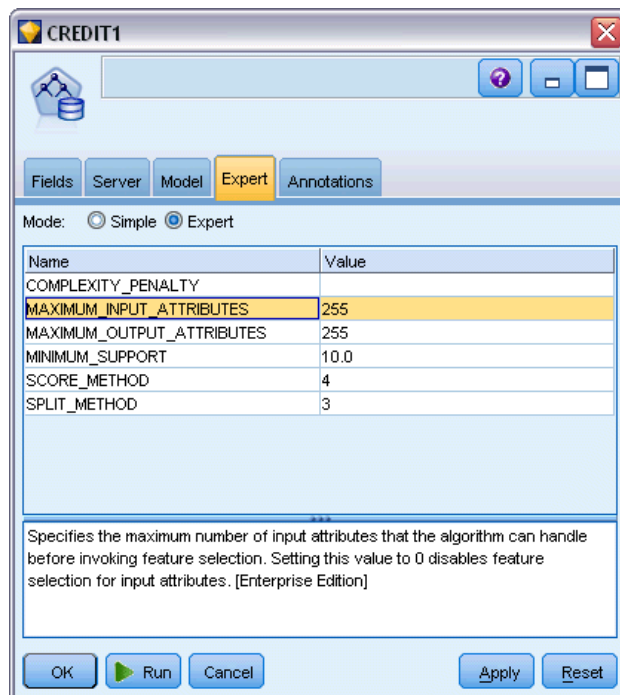 CREDIT1
Fields Server Model Expert Annotations
Mode: Simple Expert
Name Value
COMPLEXITY_PENALTY
MAXIMUM_INPUT_ATTRIBUTES 255
MAXIMUM_OUTPUT_ATTRIBUTES 255
MINIMUM_SUPPORT 10.0
SCORE_METHOD 4
SPLIT_METHOD 3
Specifies the maximum number of input attributes that the algorithm can handle
before invoking feature selection. Setting this value to 0 disables feature
selection for input attributes. [Enterprise Edition]
OK Run Cancel Apply Reset